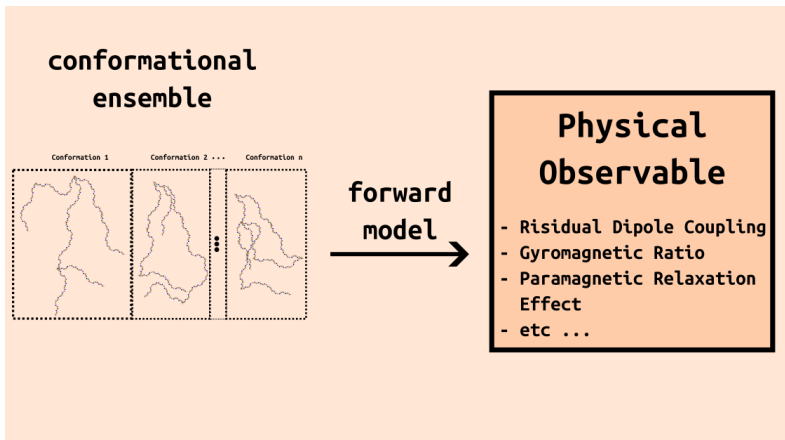 conformational
ensemble
Conformation 1
Conformation 2 ...
Conformation n
forward
model
Physical
Observable
- Risidual Dipole Coupling
- Gyromagnetic Ratio
- Paramagnetic Relaxation
Effect
- etc ...